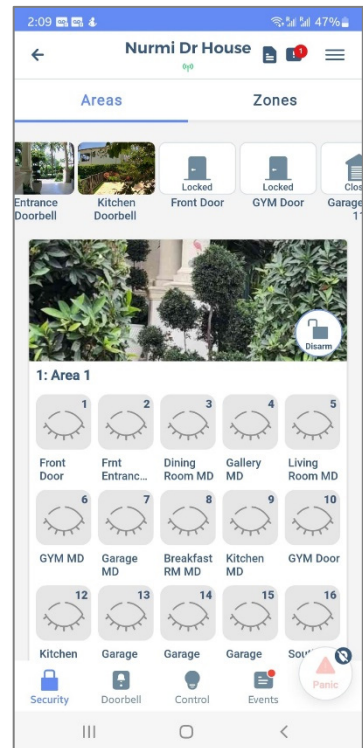 2:09 47%
Nurmi Dr House
Areas Zones
Locked Locked
Entrance Doorbell
Kitchen Doorbell
Front Door
GYM Door
Garage
Disarm
1: Area 1
1 2 3 4 5
Front Door
Frnt Entranc...
Dining Room MD
Gallery MD
Living Room MD
6 7 8 9 10
GYM MD
Garage MD
Breakfast RM MD
Kitchen MD
GYM Door
12 13 14 15 16
Kitchen Garage Garage Garage
Panic
Security Doorbell Control Events